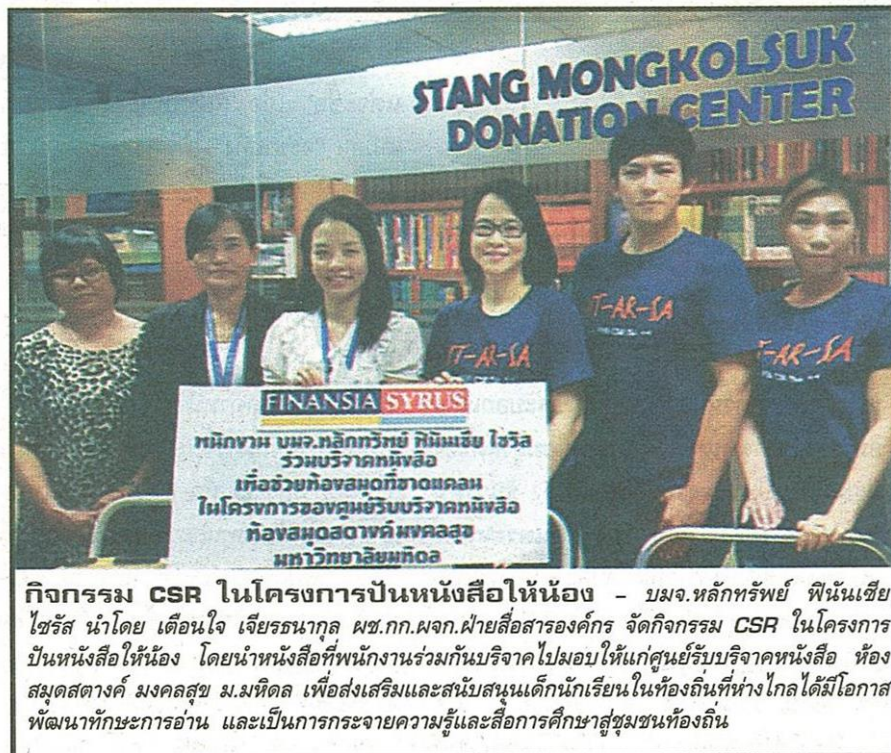 STANG MONGKOLSUK
DONATION CENTER
IT-AR-SA
IT-AR-SA
T-AR-SA
FINANSIA SYRUS
พนักงาน บมจ.หลักทรัพย์ ฟินันเซีย ไซรัส
ร่วมบริจาคหนังสือ
เพื่อช่วยห้องสมุดที่ขาดแคลน
ในโครงการของศูนย์รับบริจาคหนังสือ
ห้องสมุดสตางค์ มงคลสุข
มหาวิทยาลัยมหิดล
กิจกรรม CSR ในโครงการปันหนังสือให้น้อง – บมจ.หลักทรัพย์ ฟินันเซีย
ไซรัส นำโดย เตือนใจ เจียรธนากุล ผช.กก.ผจก.ฝ่ายสื่อสารองค์กร จัดกิจกรรม CSR ในโครงการ
ปันหนังสือให้น้อง โดยนำหนังสือที่พนักงานร่วมกันบริจาคไปมอบให้แก่ศูนย์รับบริจาคหนังสือ ห้อง
สมุดสตางค์ มงคลสุข ม.มหิดล เพื่อส่งเสริมและสนับสนุนเด็กนักเรียนในท้องถิ่นที่ห่างไกลได้มีโอกาส
พัฒนาทักษะการอ่าน และเป็นการกระจายความรู้และสื่อการศึกษาสู่ชุมชนท้องถิ่น